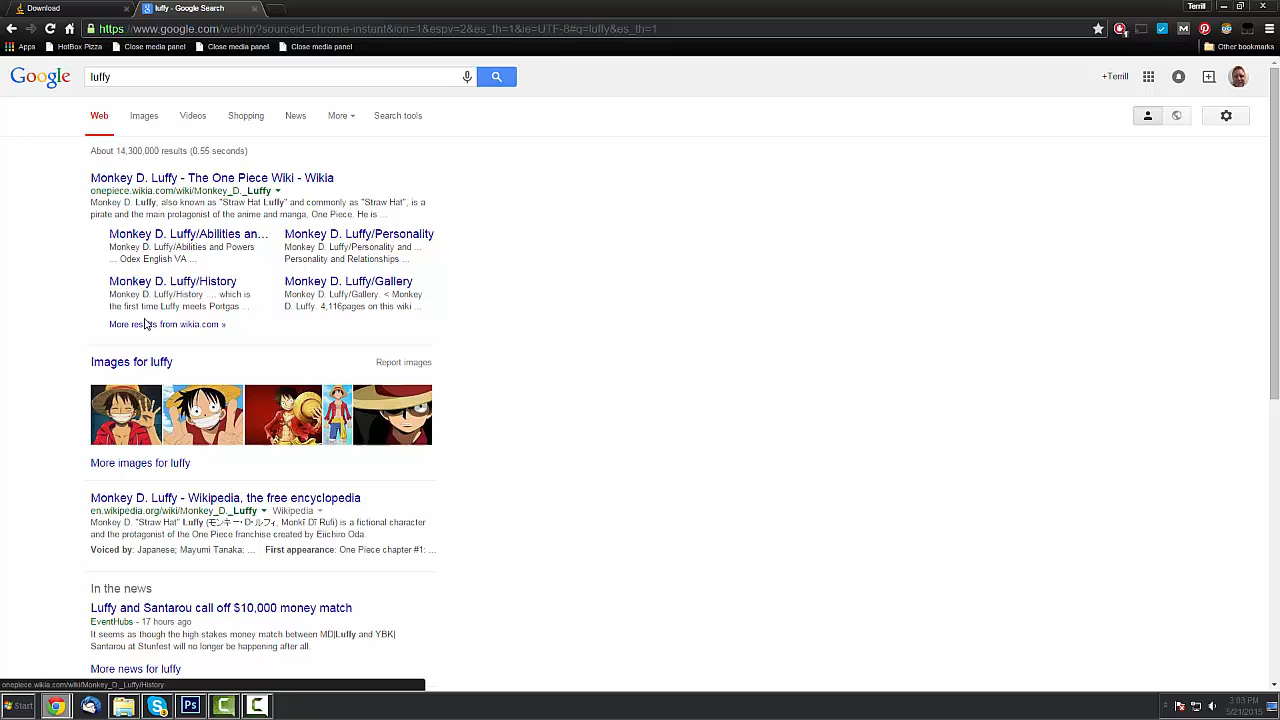 Download
luffy - Google Search
Terrill
https://www.google.com/webhp?sourceid=chrome-instant&ion=1&espv=2&es_th=1&ie=UTF-8#q=luffy&es_th=1
Apps HotBox Pizza Close media panel Close media panel Close media panel Other bookmarks
Google luffy +Terrill
Web Images Videos Shopping News More Search tools
About 14,300,000 results (0.55 seconds)
Monkey D. Luffy - The One Piece Wiki - Wikia
onepiece.wikia.com/wiki/Monkey_D._Luffy
Monkey D. Luffy, also known as "Straw Hat Luffy" and commonly as "Straw Hat", is a
pirate and the main protagonist of the anime and manga, One Piece. He is ...
Monkey D. Luffy/Abilities an...
Monkey D. Luffy/Abilities and Powers
... Odex English VA ...
Monkey D. Luffy/Personality
Monkey D. Luffy/Personality and ...
Personality and Relationships ...
Monkey D. Luffy/History
Monkey D. Luffy/History .... which is
the first time Luffy meets Portgas ...
Monkey D. Luffy/Gallery
Monkey D. Luffy/Gallery. < Monkey
D. Luffy. 4,116pages on this wiki ...
More results from wikia.com »
Images for luffy Report images
More images for luffy
Monkey D. Luffy - Wikipedia, the free encyclopedia
en.wikipedia.org/wiki/Monkey_D._Luffy Wikipedia
Monkey D. "Straw Hat" Luffy (モンキー・D・ルフィ, Monkī Dī Rufi) is a fictional character
and the protagonist of the One Piece franchise created by Eiichiro Oda.
Voiced by: Japanese; Mayumi Tanaka; ... First appearance: One Piece chapter #1; ...
In the news
Luffy and Santarou call off $10,000 money match
EventHubs - 17 hours ago
It seems as though the high stakes money match between MD|Luffy and YBK|
Santarou at Stunfest will no longer be happening after all.
More news for luffy
onepiece.wikia.com/wiki/Monkey_D._Luffy/History
Start
3:03 PM
5/21/2015